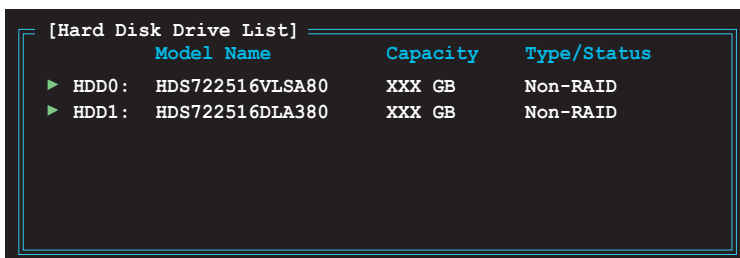 [Hard Disk Drive List]
Model Name Capacity Type/Status
HDD0: HDS722516VLSA80 XXX GB Non-RAID
HDD1: HDS722516DLA380 XXX GB Non-RAID